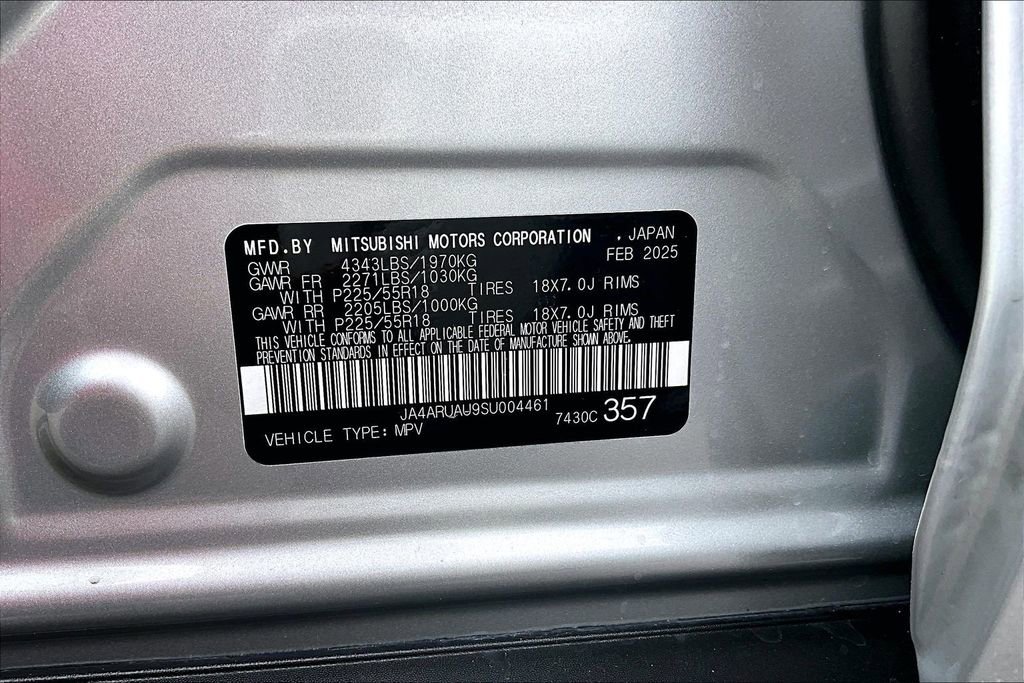 MFD.BY MITSUBISHI MOTORS CORPORATION , JAPAN
FEB 2025
GVWR 4343LBS/1970KG
GAWR FR 2271LBS/1030KG
WITH P225/55R18 TIRES 18X7.0J RIMS
GAWR RR 2205LBS/1000KG
WITH P225/55R18 TIRES 18X7.0J RIMS
THIS VEHICLE CONFORMS TO ALL APPLICABLE FEDERAL MOTOR VEHICLE SAFETY AND THEFT
PREVENTION STANDARDS IN EFFECT ON THE DATE OF MANUFACTURE SHOWN ABOVE.
JA4ARUAU9SU004461
7430C 357
VEHICLE TYPE: MPV